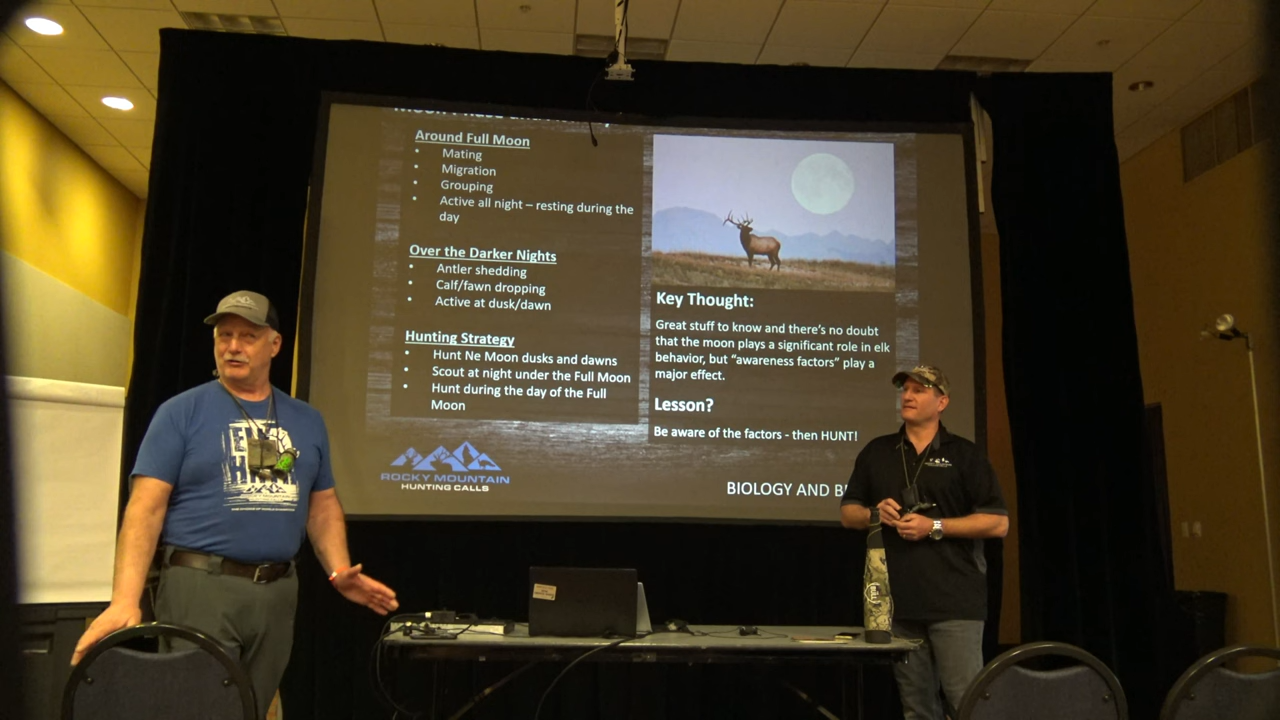 Around Full Moon
• Mating
• Migration
• Grouping
• Active all night – resting during the
day
Over the Darker Nights
• Antler shedding
• Calf/fawn dropping
• Active at dusk/dawn
Hunting Strategy
• Hunt Ne Moon dusks and dawns
• Scout at night under the Full Moon
• Hunt during the day of the Full
Moon
Key Thought:
Great stuff to know and there's no doubt
that the moon plays a significant role in elk
behavior, but "awareness factors" play a
major effect.
Lesson?
Be aware of the factors - then HUNT!
ROCKY MOUNTAIN
HUNTING CALLS
BIOLOGY AND